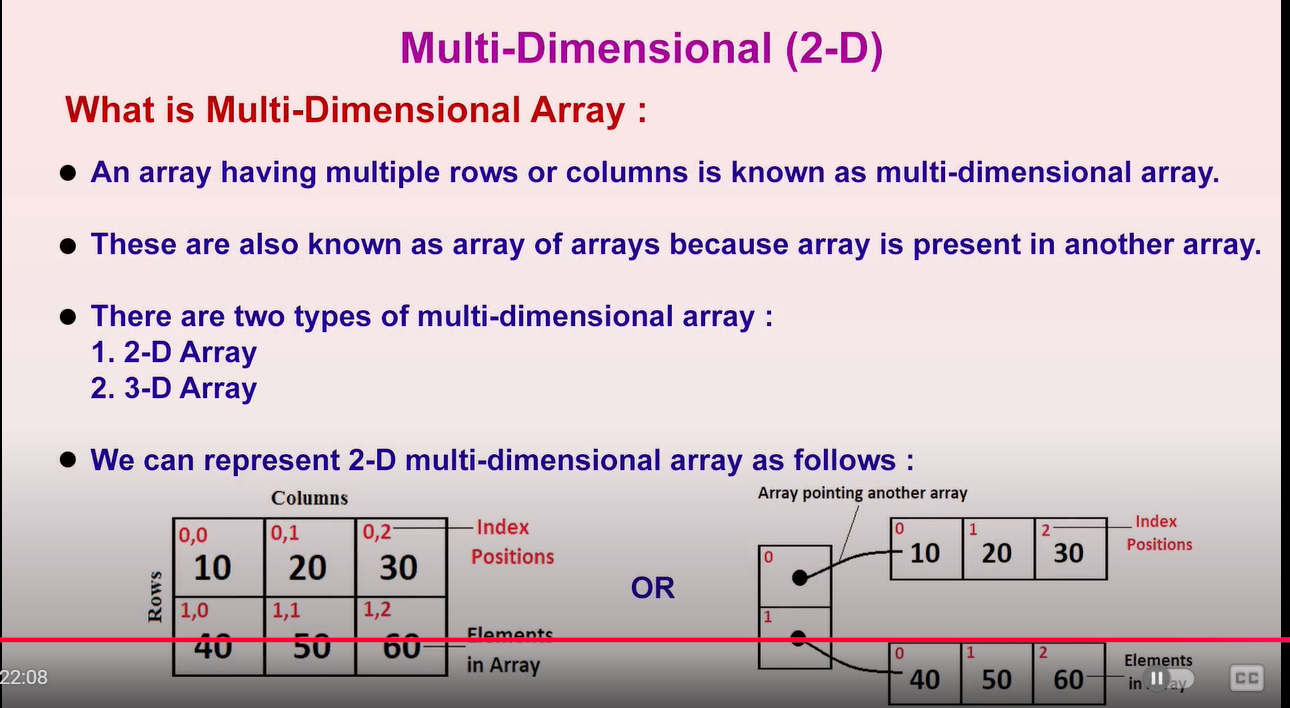 Multi-Dimensional (2-D)
What is Multi-Dimensional Array :
An array having multiple rows or columns is known as multi-dimensional array.
These are also known as array of arrays because array is present in another array.
There are two types of multi-dimensional array :
1. 2-D Array
2. 3-D Array
We can represent 2-D multi-dimensional array as follows :
Columns
Rows
0,0 0,1 0,2
10 20 30
1,0 1,1 1,2
40 50 60
Index
Positions
Elements
in Array
OR
Array pointing another array
0
1
0 1 2
10 20 30
Index
Positions
0 1 2
40 50 60
Elements
in
22:08
CC